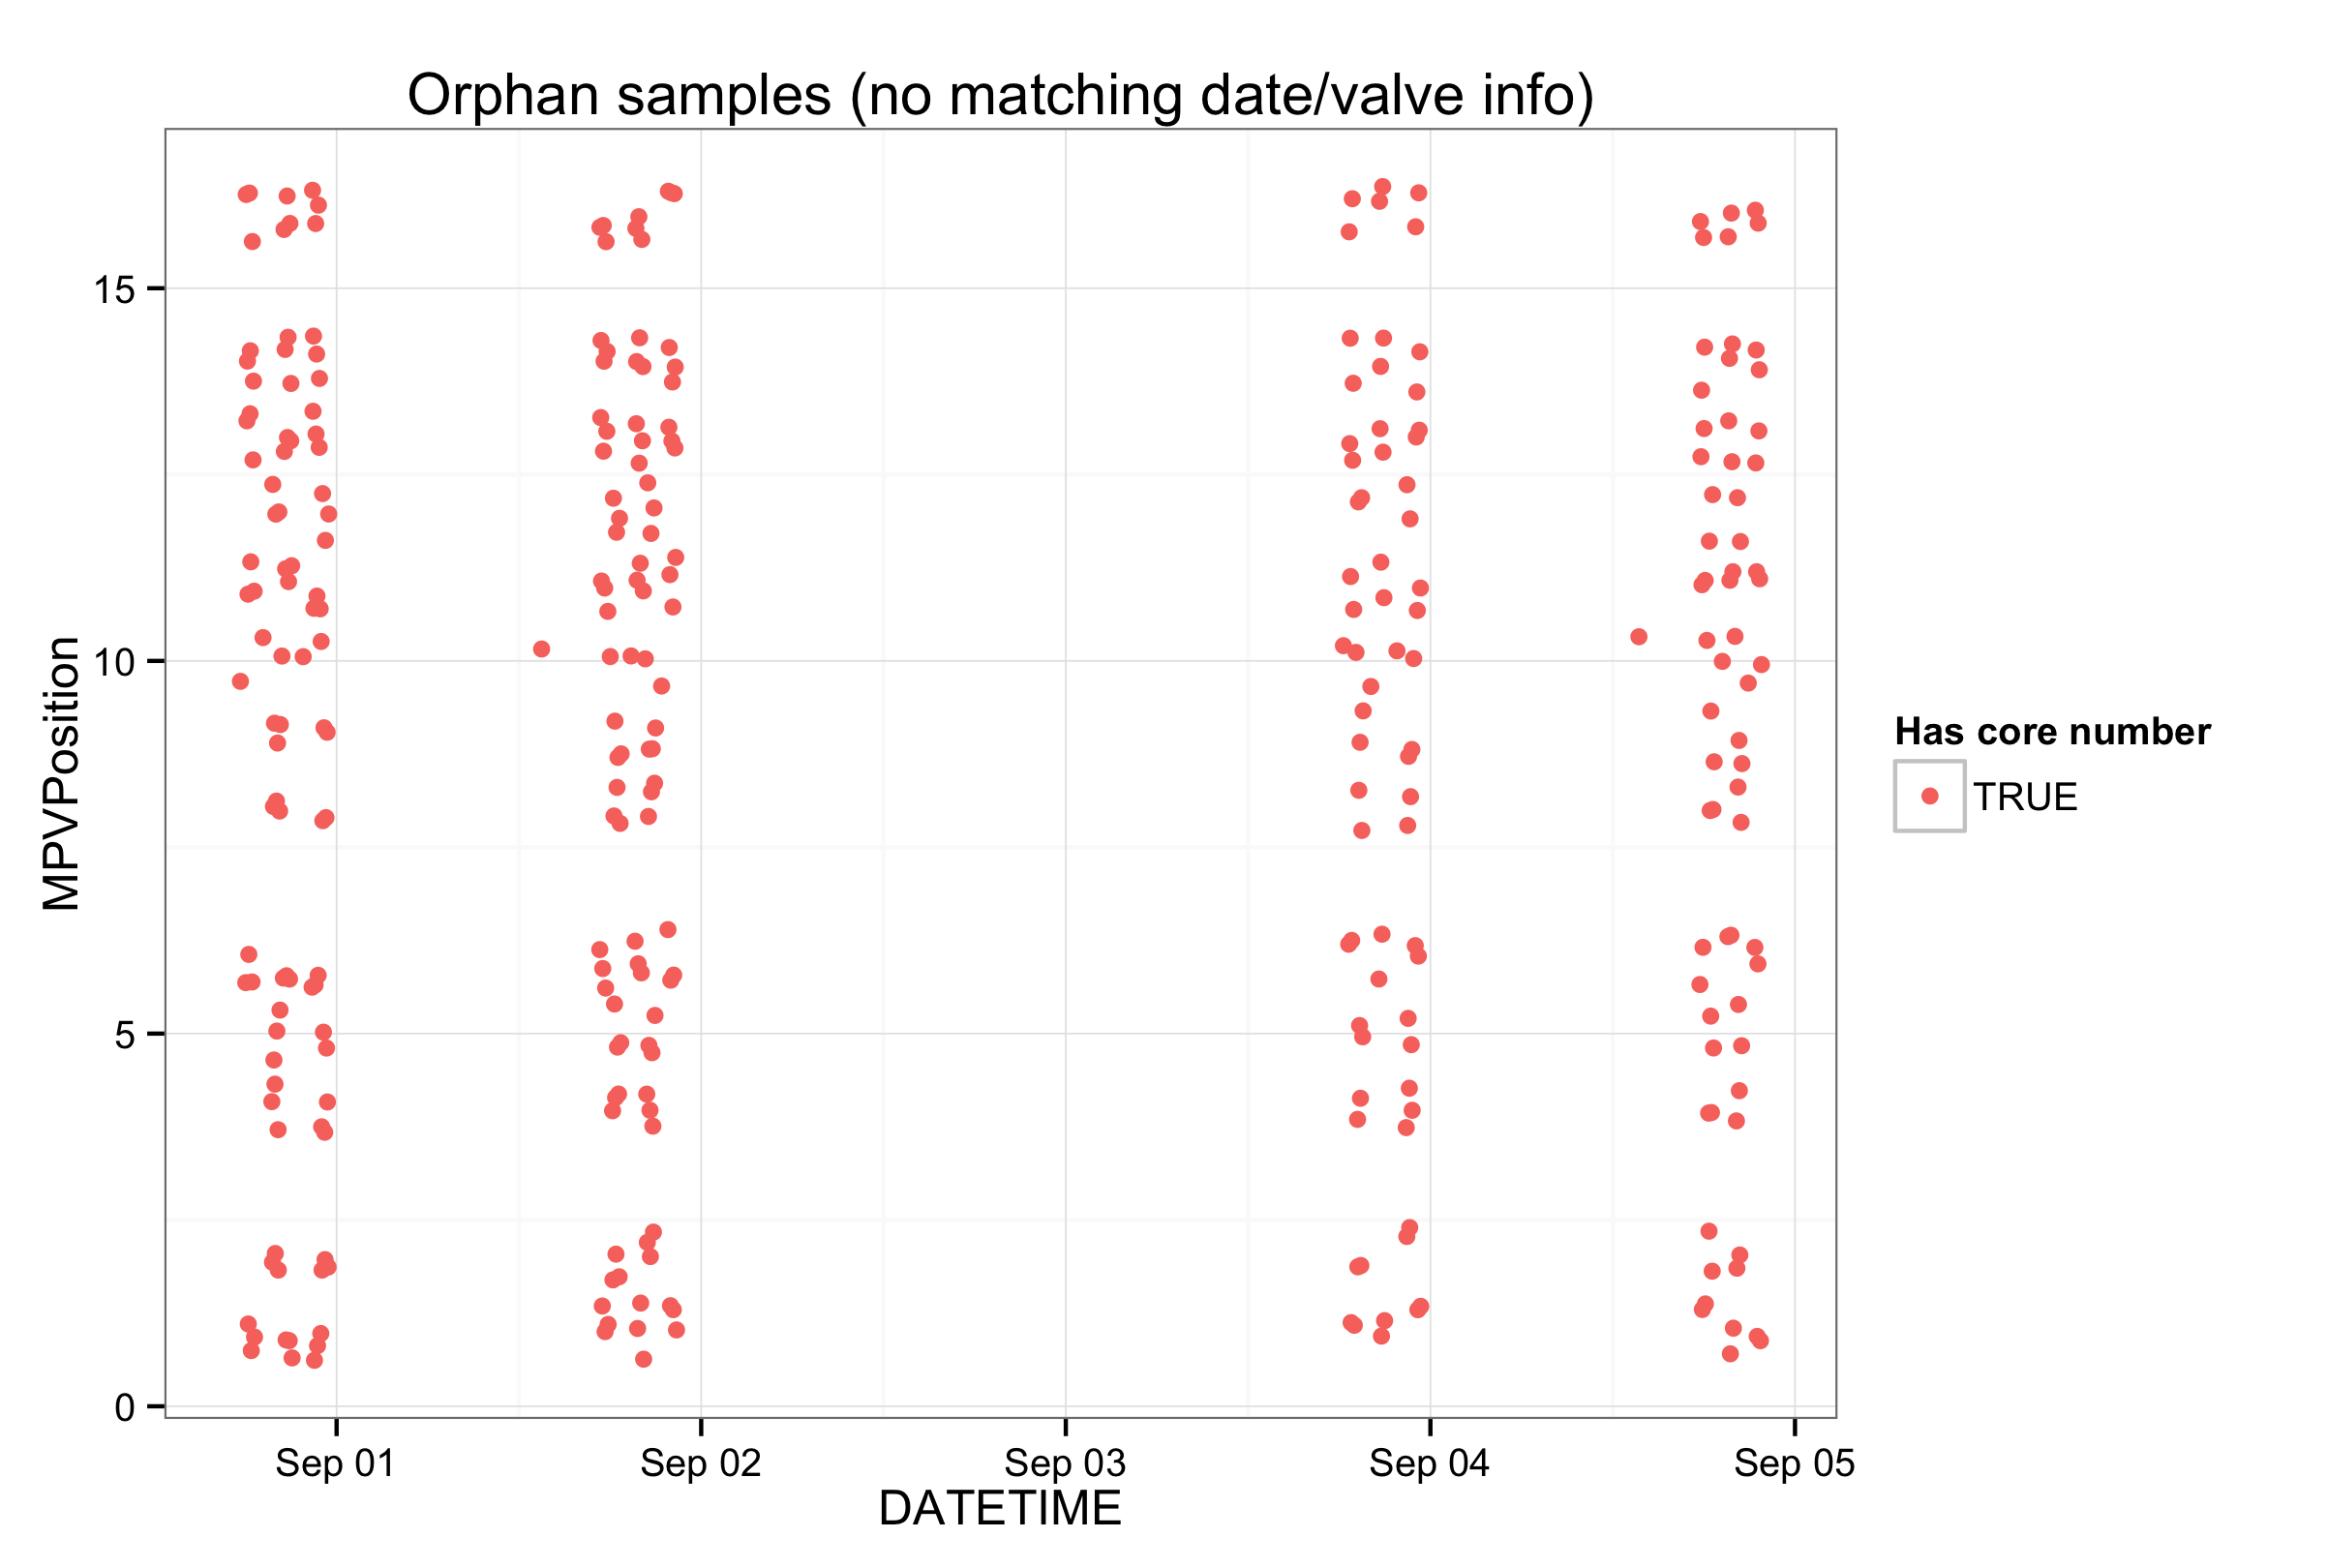 Orphan samples (no matching date/valve info)
15
10
5
0
MPVPosition
Sep 01
Sep 02
Sep 03
Sep 04
Sep 05
DATETIME
Has core number
TRUE